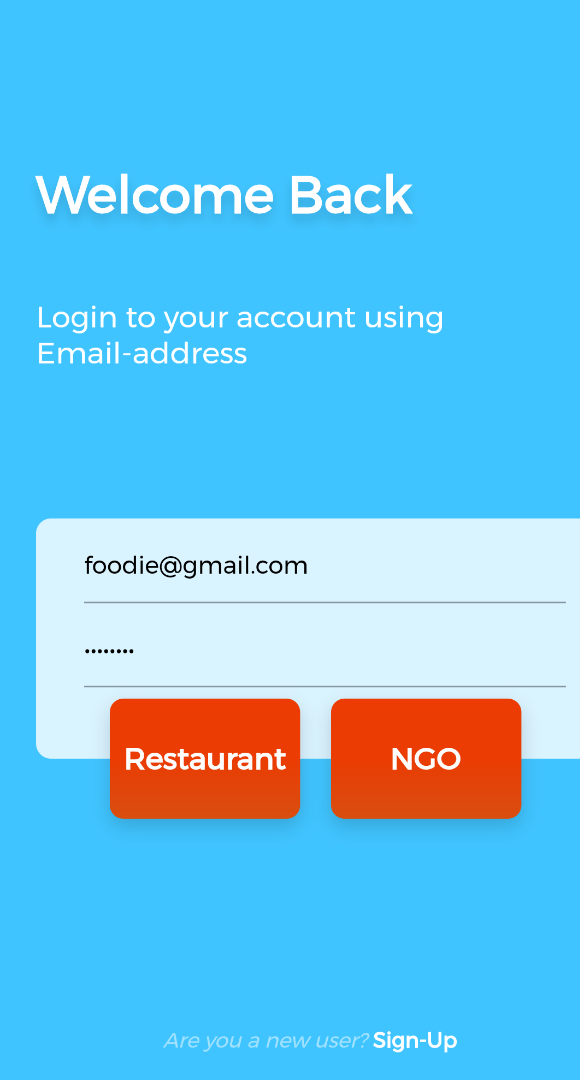 Welcome Back
Login to your account using
Email-address
foodie@gmail.com
••••••••
Restaurant NGO
Are you a new user? Sign-Up